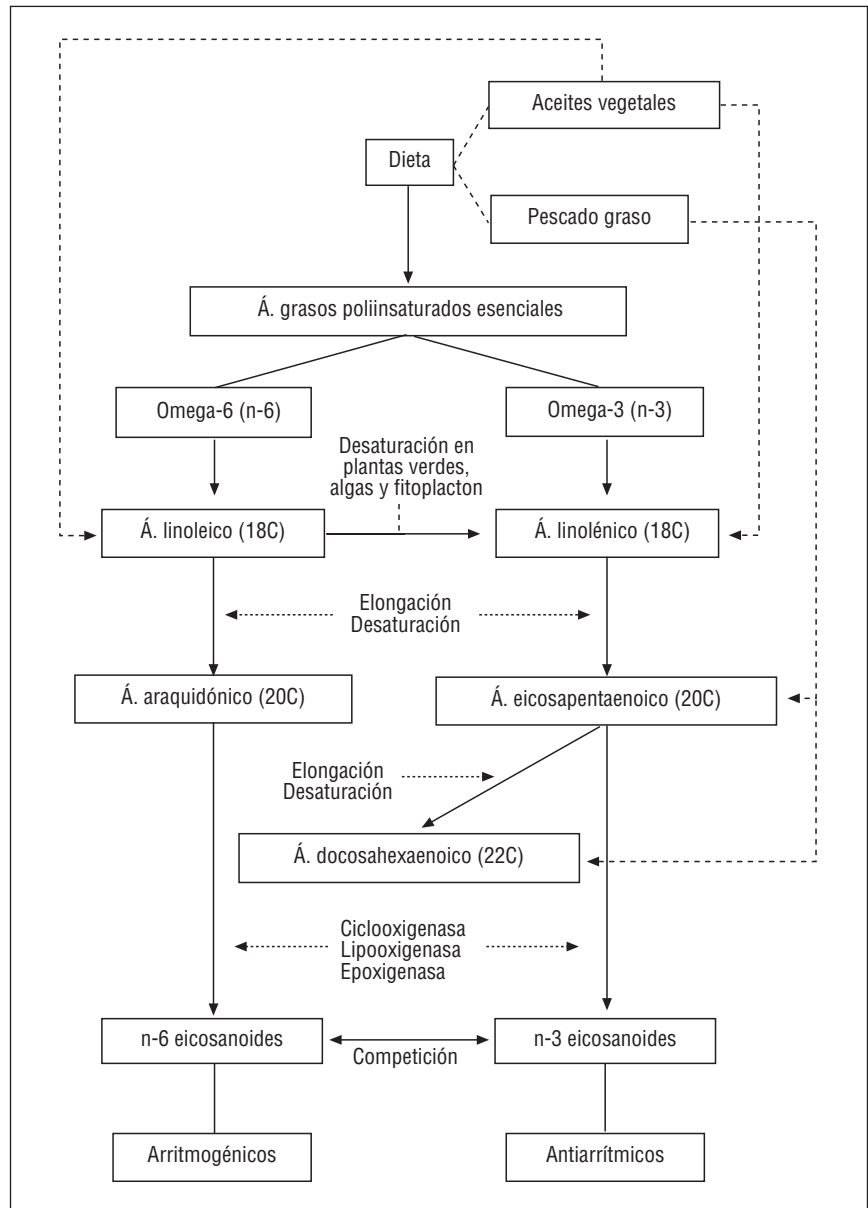 Aceites vegetales
Dieta
Pescado graso
Á. grasos poliinsaturados esenciales
Omega-6 (n-6)
Omega-3 (n-3)
Desaturación en
plantas verdes,
algas y fitoplacton
Á. linoleico (18C)
Á. linolénico (18C)
Elongación
Desaturación
Á. araquidónico (20C)
Á. eicosapentaenoico (20C)
Elongación
Desaturación
Á. docosahexaenoico (22C)
Ciclooxigenasa
Lipooxigenasa
Epoxigenasa
n-6 eicosanoides
n-3 eicosanoides
Competición
Arritmogénicos
Antiarrítmicos